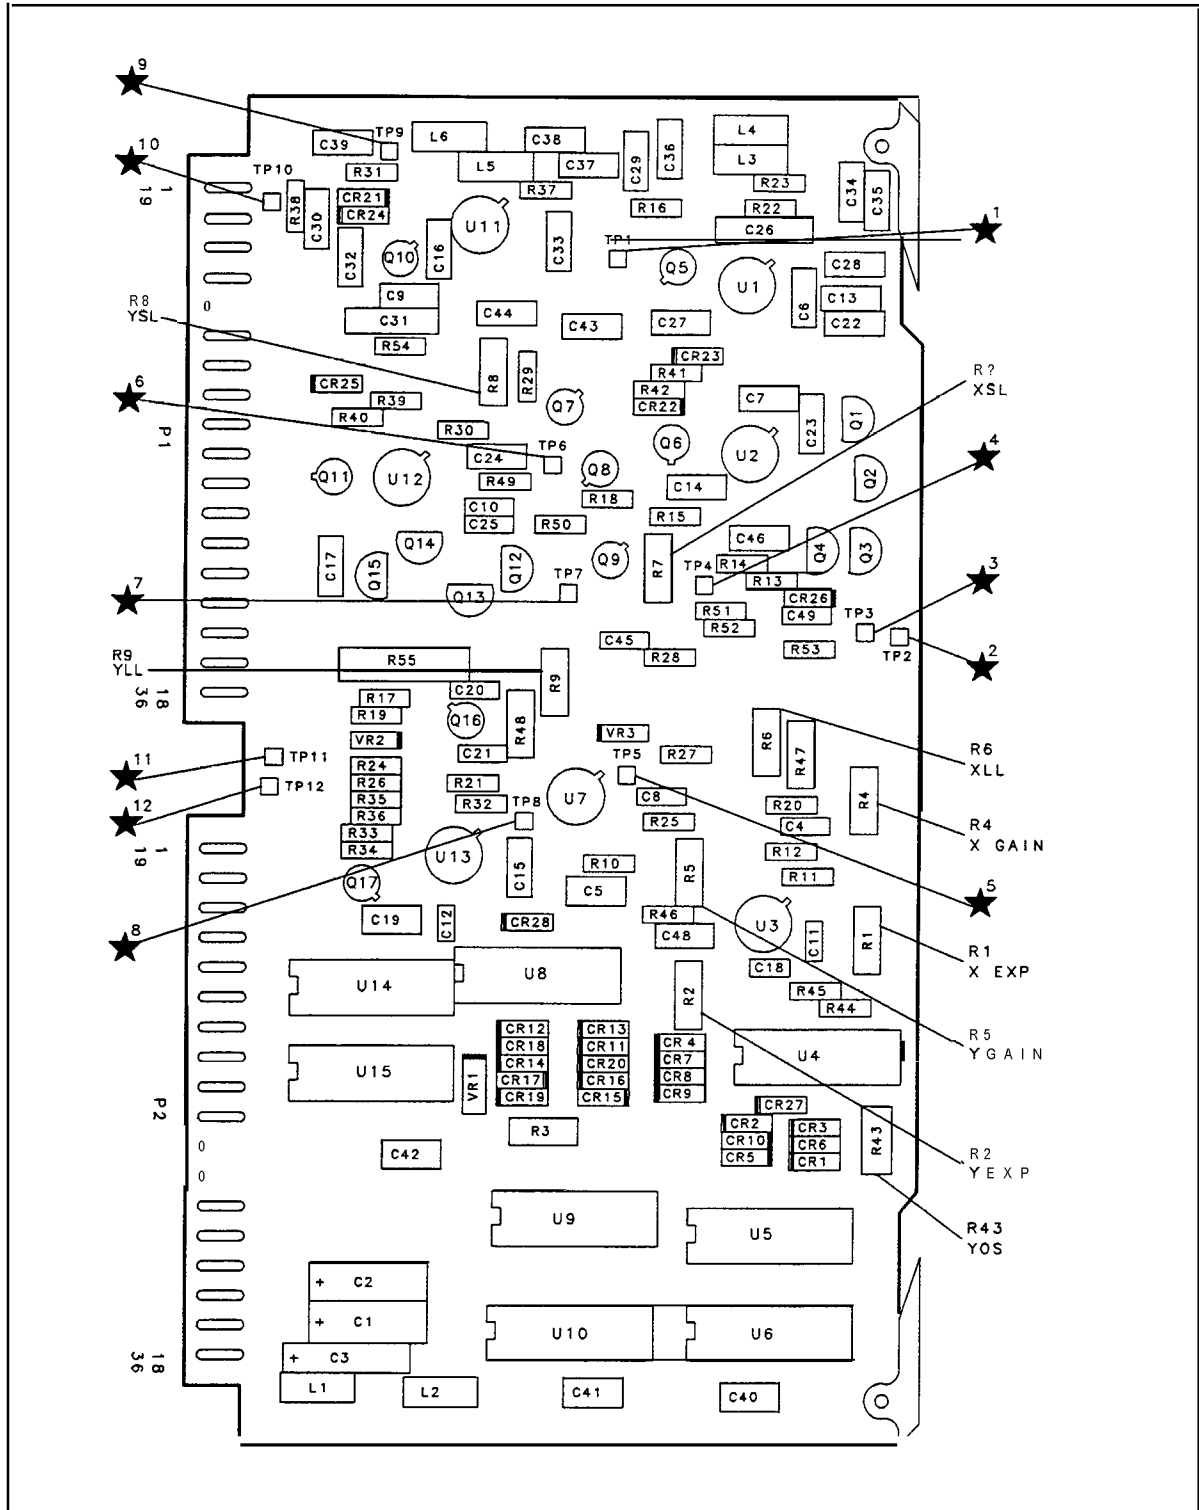 9
10
TP9
C39
L6
C38
L4
R31
L5
C37
C29
C36
L3
TP10
1
19
R38
C30
CR21
CR24
R37
R16
R23
R22
C34
C35
C32
Q10
C16
U11
C33
TP1
C26
1
Q5
U1
C6
C28
C13
C22
R8
YSL
0
C9
C31
C44
C43
C27
R54
R8
R29
CR23
R41
R42
CR22
R?
XSL
6
CR25
R39
R40
Q7
C7
C23
Q1
P1
R30
TP6
Q6
U2
4
C24
Q8
Q2
Q11
U12
R49
R18
C14
C10
C25
R50
R15
C46
Q14
Q12
Q9
R7
R14
Q4
Q3
C17
Q15
Q13
TP7
TP4
R13
CR26
C49
3
7
R51
R52
TP3
TP2
2
C45
R28
R53
R9
YLL
R55
R9
18
36
R17
R19
C20
Q16
R48
VR2
C21
VR3
TP5
R27
R6
R47
R6
XLL
11
TP11
12
TP12
R24
R26
R35
R36
R33
R34
R21
R32
TP8
U7
C8
R25
R20
C4
R4
R4
X GAIN
1
19
U13
C15
R10
R12
R11
Q17
C5
R5
5
8
C19
C12
CR28
R46
C48
U3
C11
R1
R1
X EXP
U14
U8
C18
R2
R45
R44
U15
VR1
CR12
CR18
CR14
CR17
CR19
CR13
CR11
CR20
CR16
CR15
CR 4
CR7
CR8
CR9
U4
R5
YGAIN
P2
R3
CR27
CR2
CR10
CR5
CR3
CR6
CR1
R43
0
0
C42
R2
YEXP
U9
U5
R43
YOS
+ C2
+ C1
+ C3
U10
U6
18
36
L1
L2
C41
C40